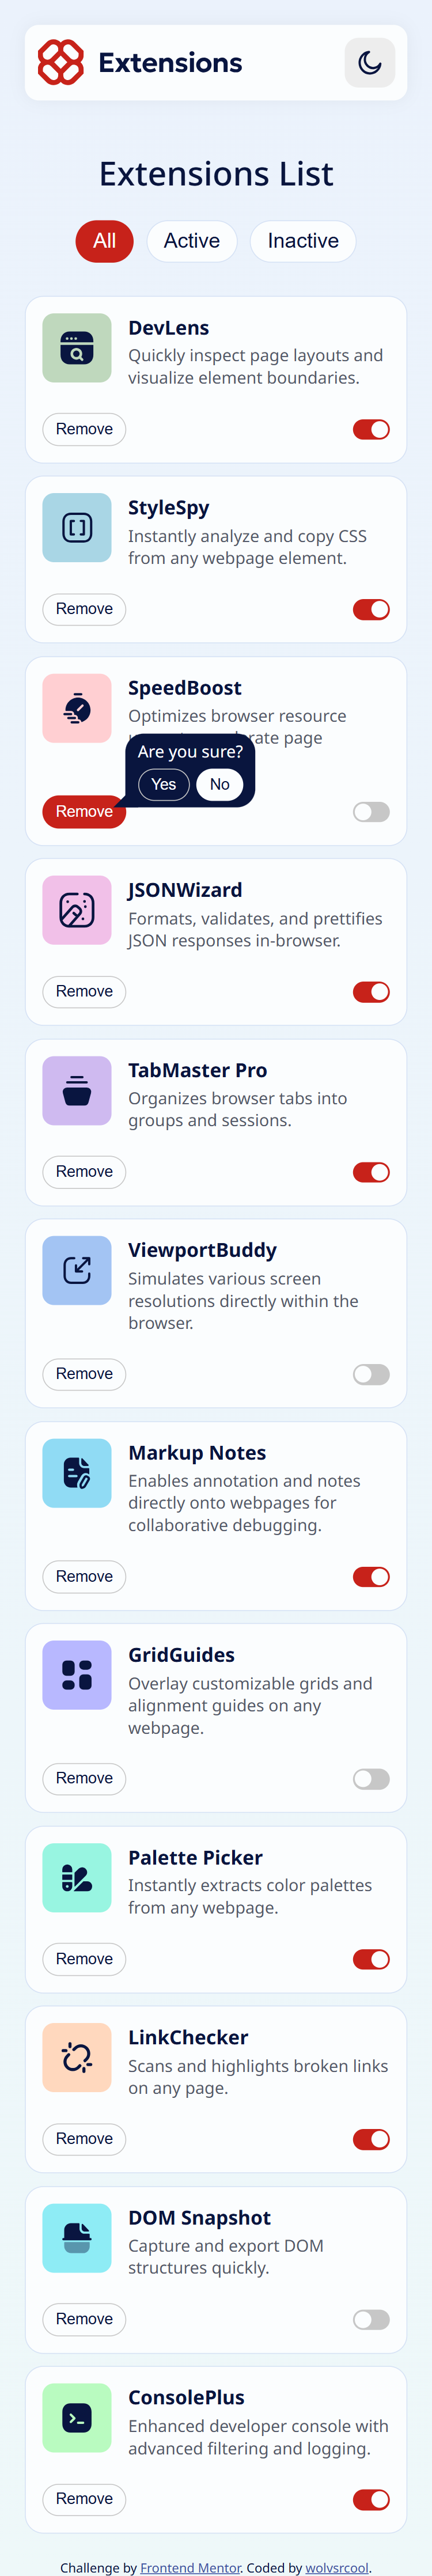 Extensions
Extensions List
All Active Inactive
DevLens
Quickly inspect page layouts and
visualize element boundaries.
Remove
StyleSpy
Instantly analyze and copy CSS
from any webpage element.
Remove
SpeedBoost
Optimizes browser resource
page
Are you sure?
Yes No
Remove
JSONWizard
Formats, validates, and prettifies
JSON responses in-browser.
Remove
TabMaster Pro
Organizes browser tabs into
groups and sessions.
Remove
ViewportBuddy
Simulates various screen
resolutions directly within the
browser.
Remove
Markup Notes
Enables annotation and notes
directly onto webpages for
collaborative debugging.
Remove
GridGuides
Overlay customizable grids and
alignment guides on any
webpage.
Remove
Palette Picker
Instantly extracts color palettes
from any webpage.
Remove
LinkChecker
Scans and highlights broken links
on any page.
Remove
DOM Snapshot
Capture and export DOM
structures quickly.
Remove
ConsolePlus
Enhanced developer console with
advanced filtering and logging.
Remove
Challenge by Frontend Mentor. Coded by wolvsrcool.